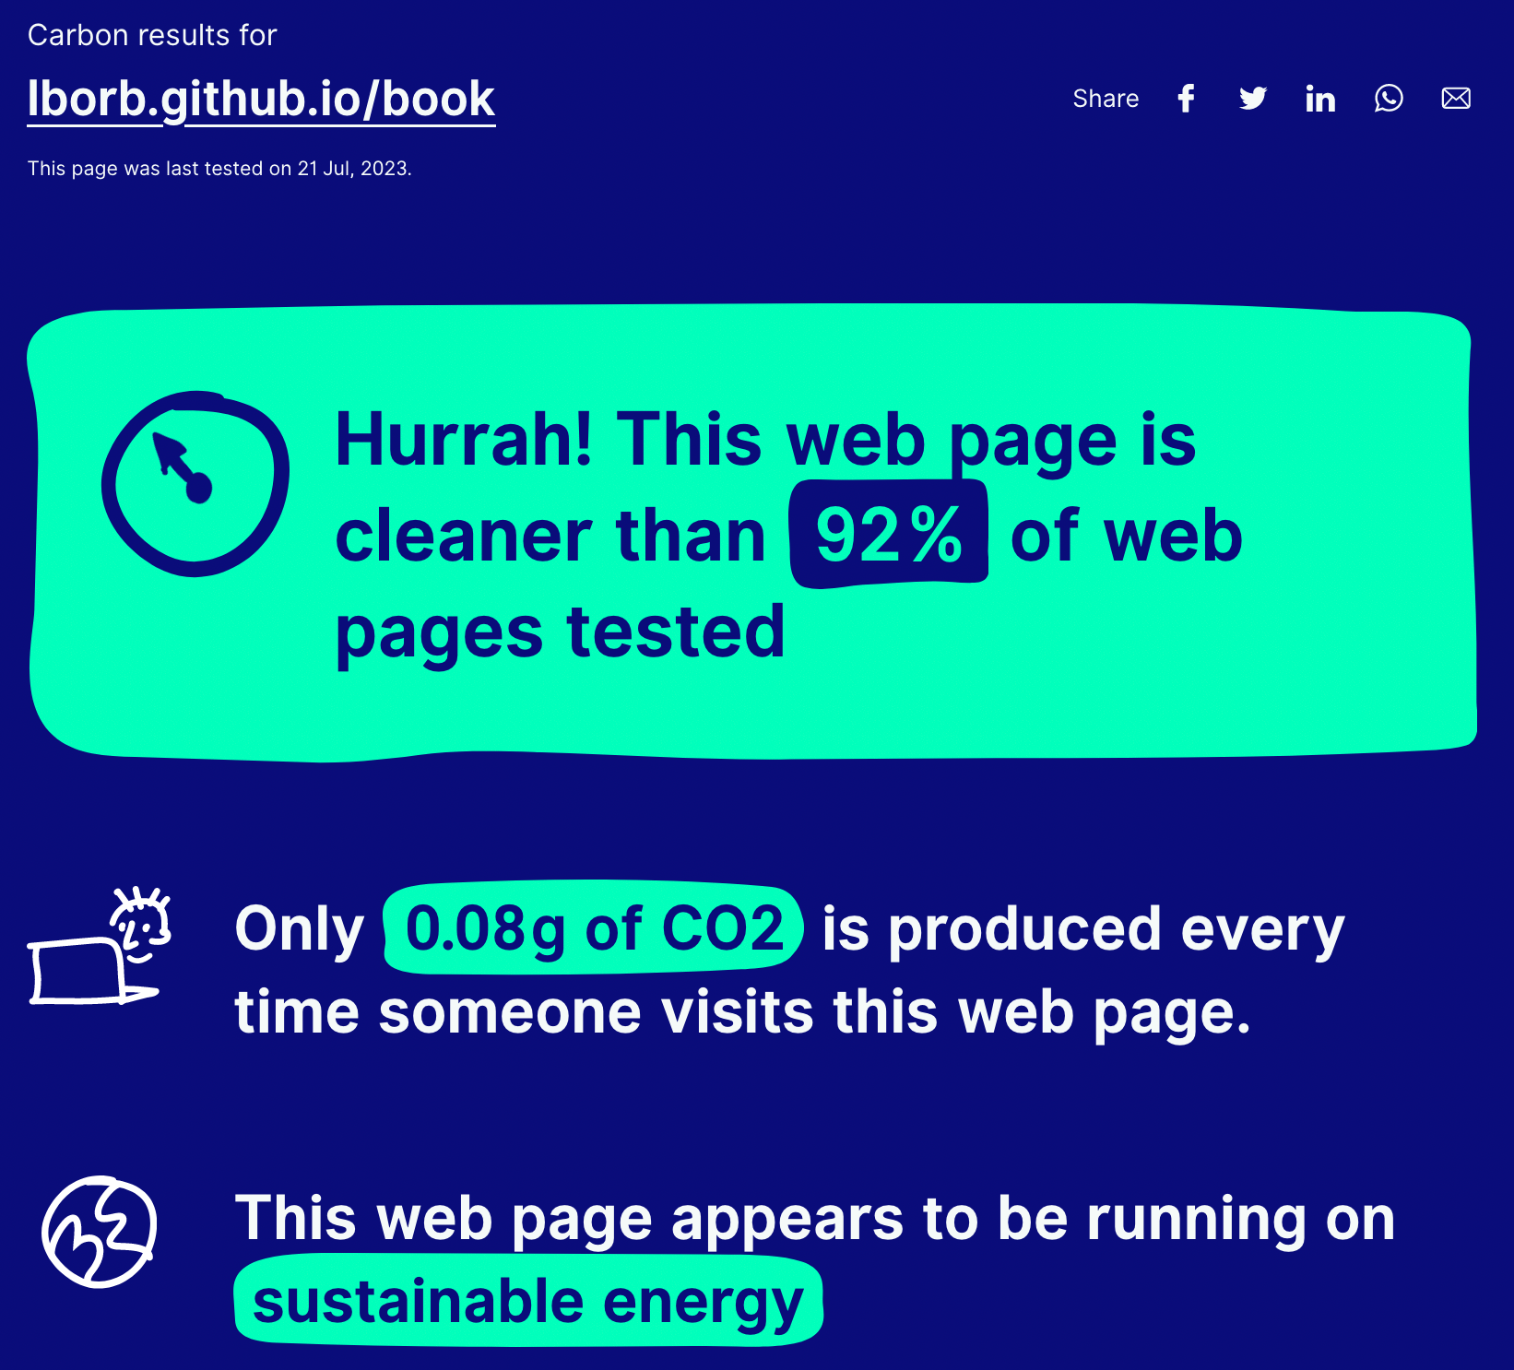 Carbon results for
lborb.github.io/book
Share
This page was last tested on 21 Jul, 2023.
Hurrah! This web page is
cleaner than 92% of web
pages tested
Only 0.08g of CO2 is produced every
time someone visits this web page.
This web page appears to be running on
sustainable energy